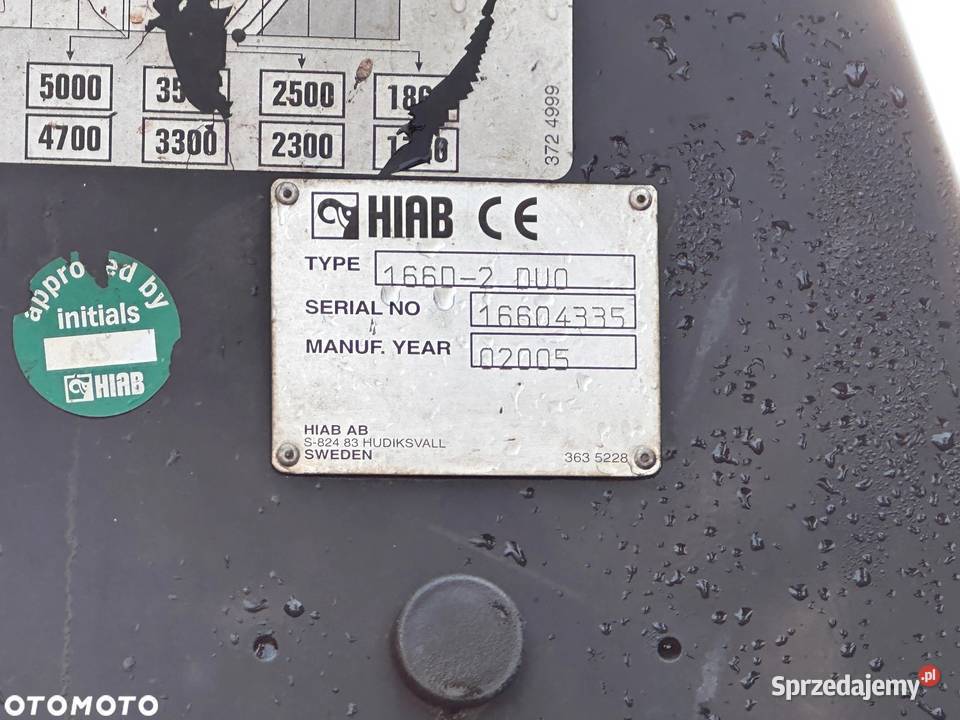 5000 2500
4700 3300 2300
372 4999
HIAB CE
TYPE 166D-2 DUO
SERIAL NO 16604335
MANUF. YEAR 02005
HIAB AB
S-824 83 HUDIKSVALL
SWEDEN 363 5228
approved by
initials
HIAB
OTOMOTO
Sprzedajemy.pl